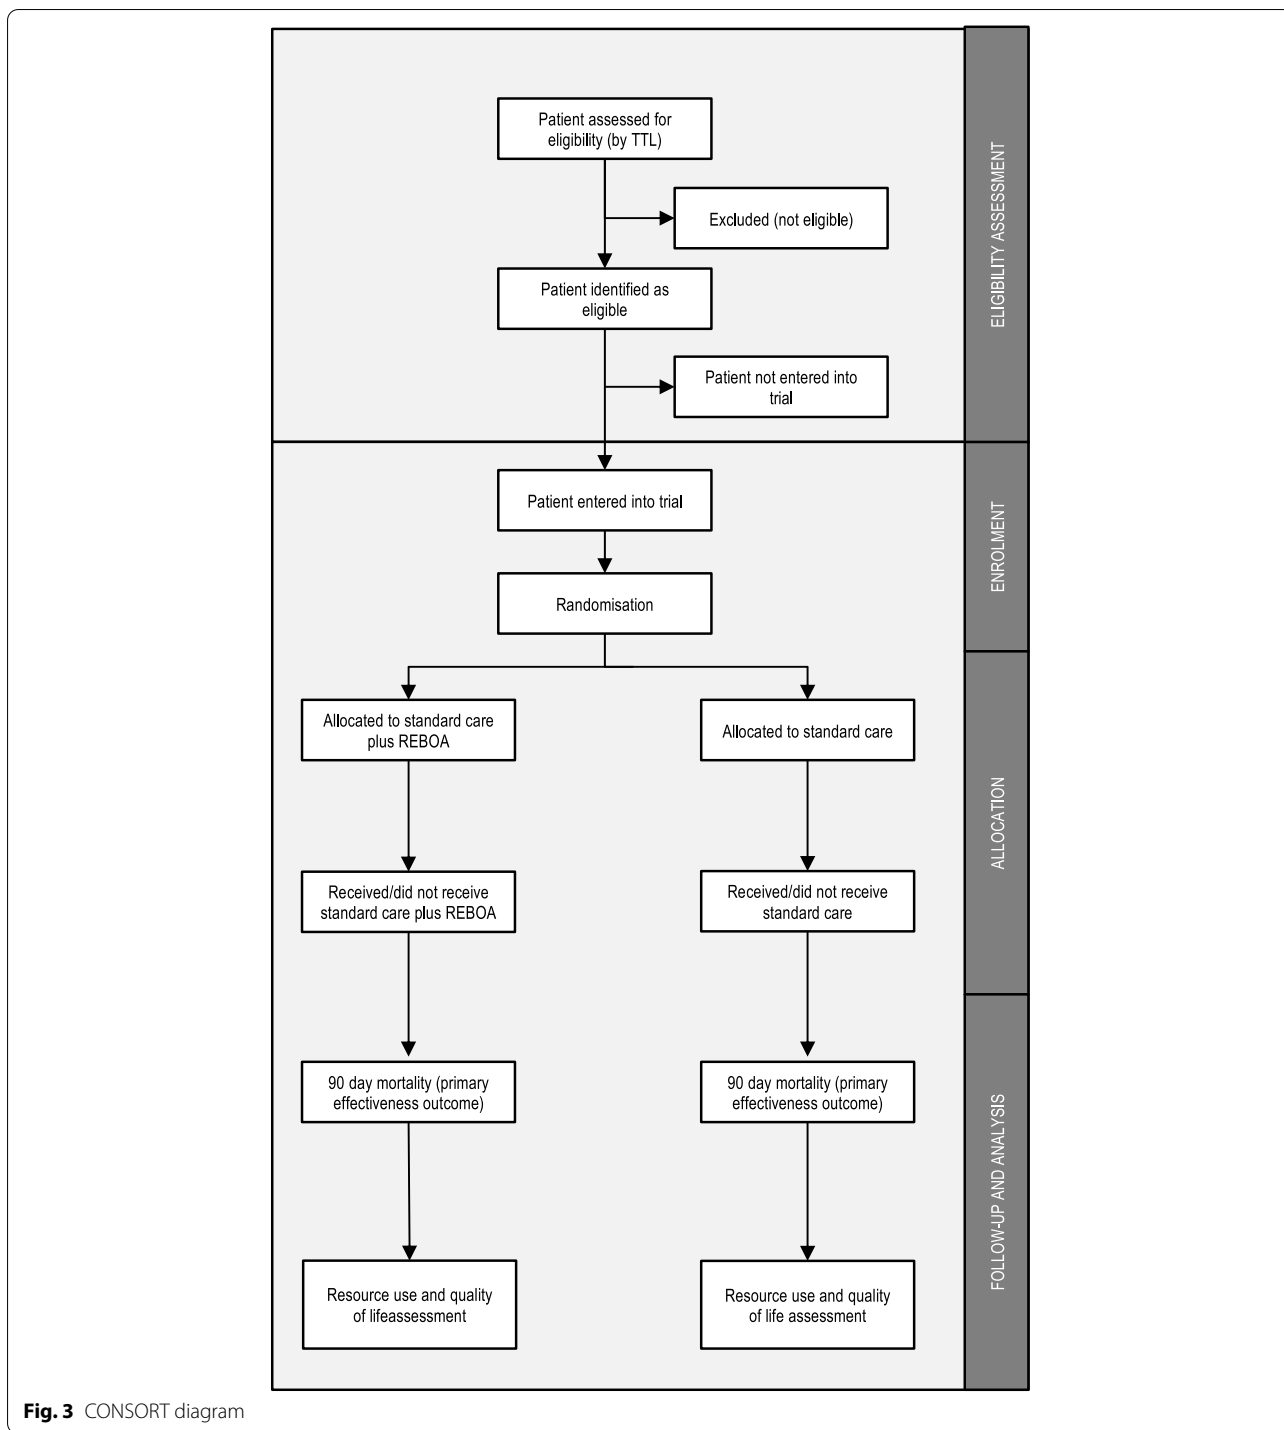 Patient assessed for
eligibility (by TTL)
Excluded (not eligible)
Patient identified as
eligible
Patient not entered into
trial
ELIGIBILITY ASSESSMENT
Patient entered into trial
Randomisation
ENROLMENT
Allocated to standard care
plus REBOA
Allocated to standard care
Received/did not receive
standard care plus REBOA
Received/did not receive
standard care
ALLOCATION
90 day mortality (primary
effectiveness outcome)
90 day mortality (primary
effectiveness outcome)
Resource use and quality
of lifeassessment
Resource use and quality
of life assessment
FOLLOW-UP AND ANALYSIS
Fig. 3 CONSORT diagram